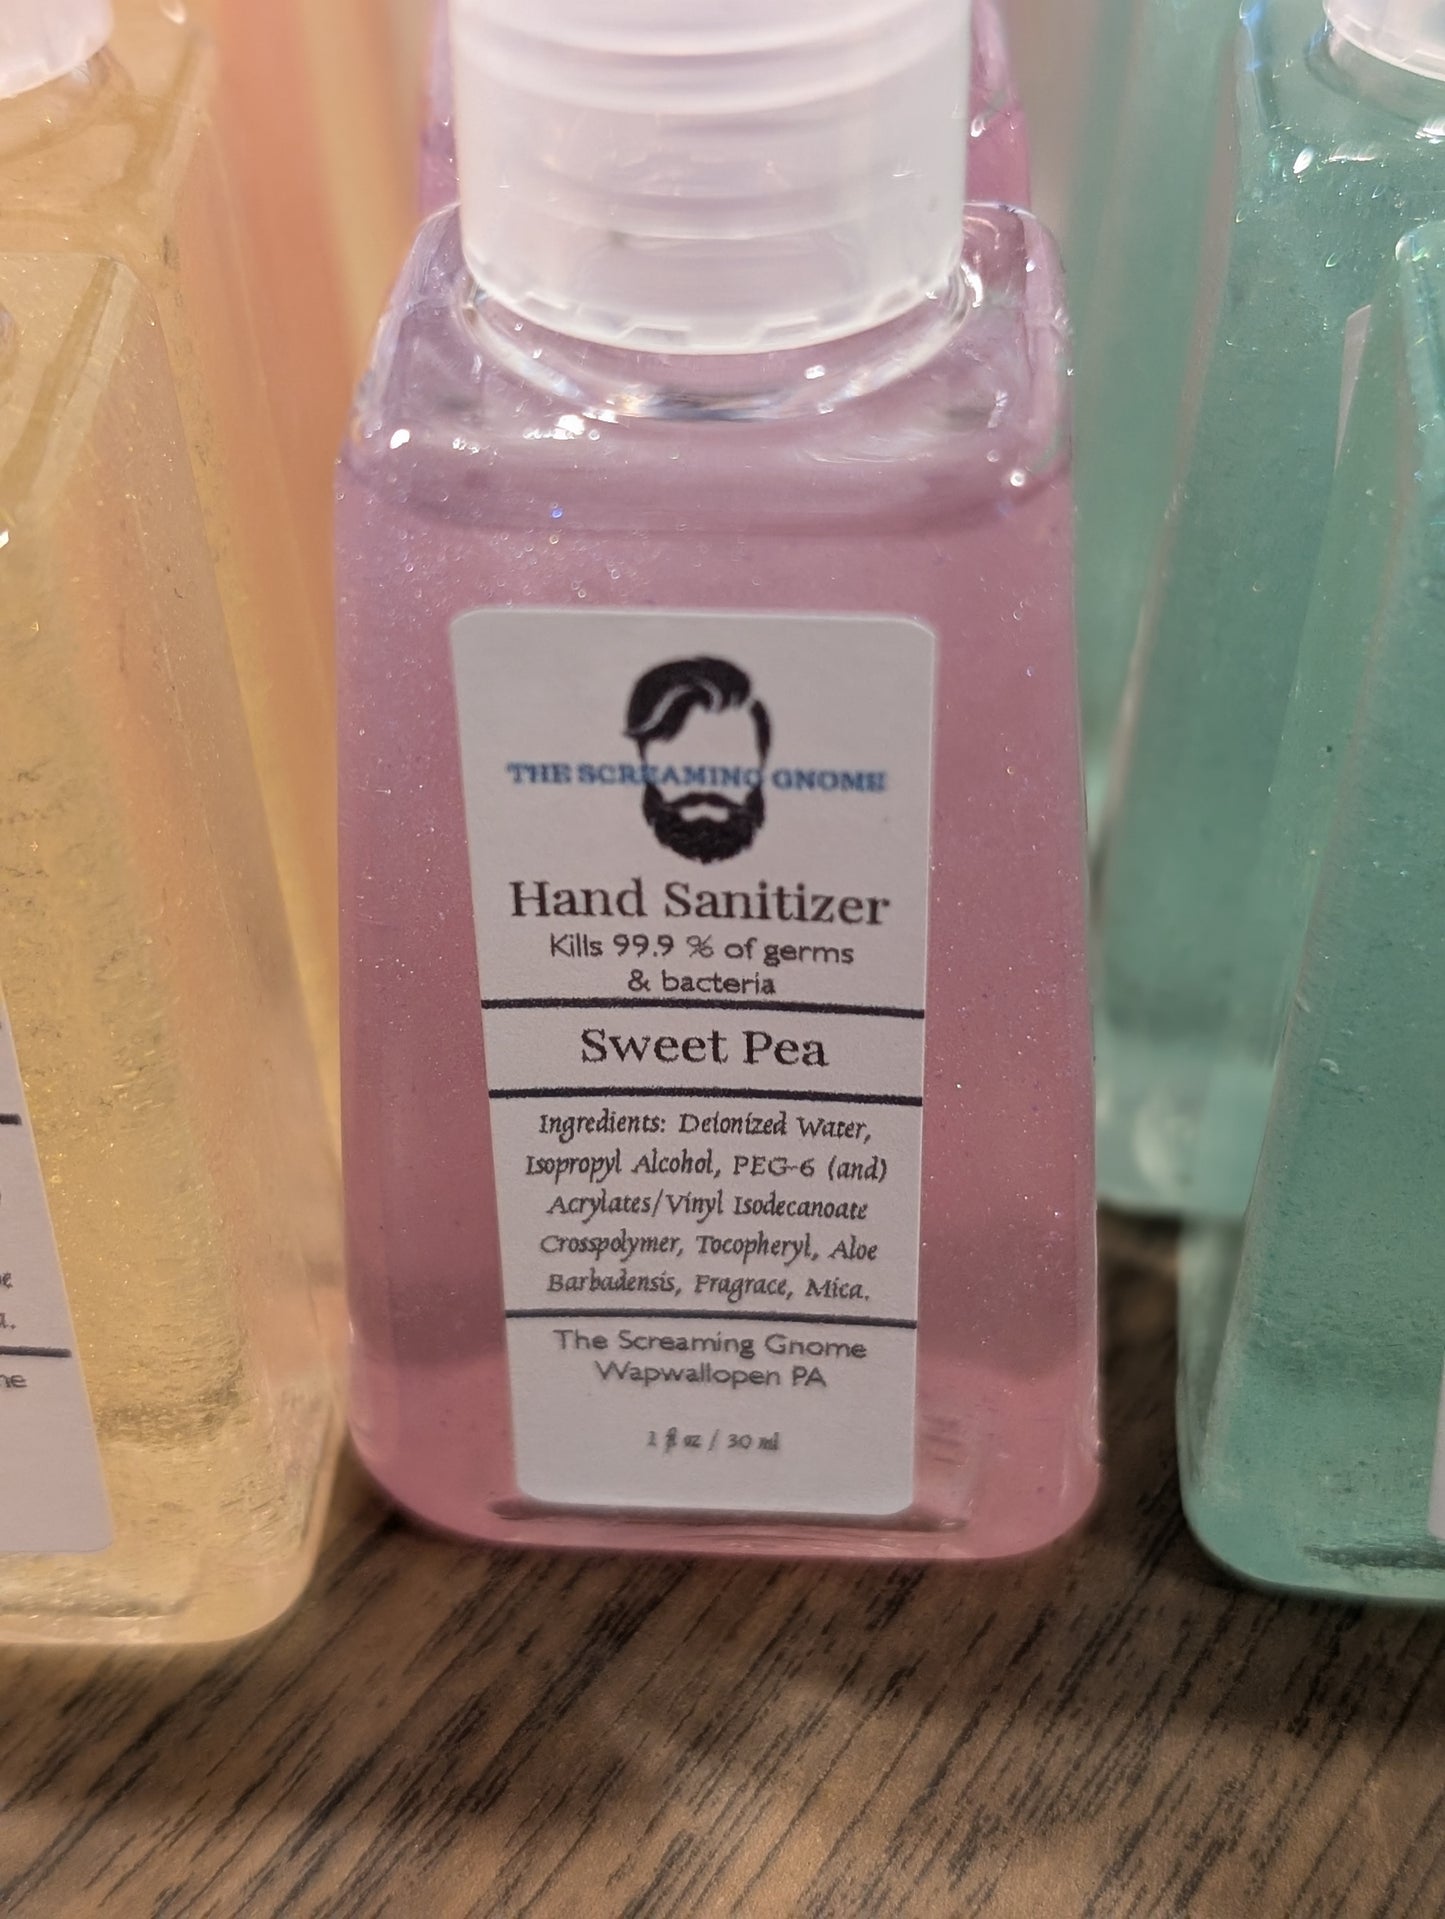 THE SCREAMING GNOME
Hand Sanitizer
Kills 99.9 % of germs
& bacteria
Sweet Pea
Ingredients: Deionized Water,
Isopropyl Alcohol, PEG-6 (and)
Acrylates/Vinyl Isodecanoate
Crosspolymer, Tocopheryl, Aloe
Barbadensis, Fragrace, Mica.
The Screaming Gnome
Wapwallopen PA
1 fl oz / 30 ml